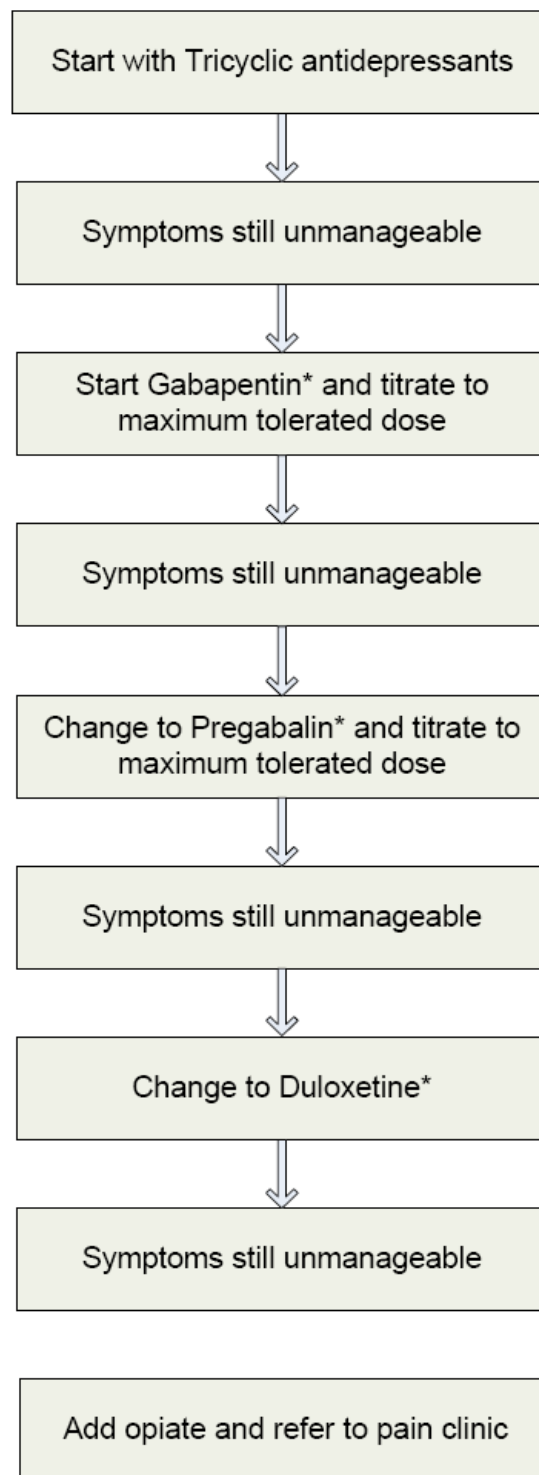 Start with Tricyclic antidepressants
Symptoms still unmanageable
Start Gabapentin* and titrate to
maximum tolerated dose
Symptoms still unmanageable
Change to Pregabalin* and titrate to
maximum tolerated dose
Symptoms still unmanageable
Change to Duloxetine*
Symptoms still unmanageable
Add opiate and refer to pain clinic